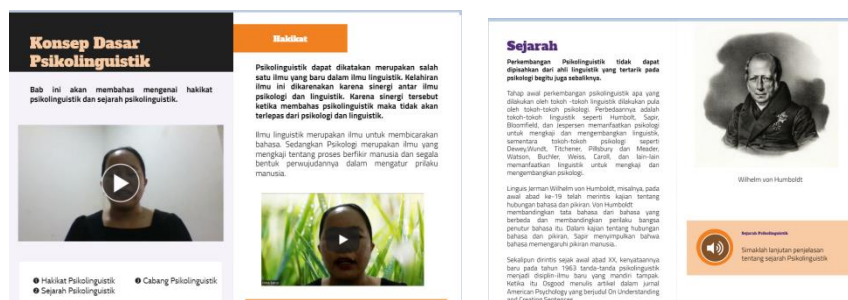 Konsep Dasar
Psikolinguistik
Bab ini akan membahas mengenai hakikat
psikolinguistik dan sejarah psikolinguistik.
❶ Hakikat Psikolinguistik
❷ Sejarah Psikolinguistik
❸ Cabang Psikolinguistik
Hakikat
Psikolinguistik dapat dikatakan merupakan salah
satu ilmu yang baru dalam ilmu linguistik. Kelahiran
ilmu ini dikarenakan karena sinergi antar ilmu
psikologi dan linguistik. Karena sinergi tersebut
ketika membahas psikolinguistik maka tidak akan
terlepas dari psikologi dan linguistik.
Ilmu linguistik merupakan ilmu untuk membicarakan
bahasa. Sedangkan Psikologi merupakan ilmu yang
mengkaji tentang proses berfikir manusia dan segala
bentuk perwujudannya dalam mengatur prilaku
manusia.
Sejarah
Perkembangan Psikolinguistik tidak dapat
dipisahkan dari ahli linguistik yang tertarik pada
psikologi begitu juga sebaliknya.
Tahap awal perkembangan psikolinguistik apa yang
dilakukan oleh tokoh -tokoh linguistik dilakukan pula
oleh tokoh-tokoh psikologi. Perbedaannya adalah
tokoh-tokoh linguistik seperti Humbolt, Sapir,
Bloomfield, dan Jespersen memanfaatkan psikologi
untuk mengkaji dan mengembangkan linguistik,
sementara tokoh-tokoh psikologi seperti
Dewey,Wundt, Titchener, Pillsbury dan Meader,
Watson, Buchler, Weiss, Caroll, dan lain-lain
memanfaatkan linguistik untuk mengkaji dan
mengembangkan psikologi.
Linguis Jerman Wilhelm von Humboldt, misalnya, pada
awal abad ke-19 telah merintis kajian tentang
hubungan bahasa dan pikiran. Von Humboldt
membandingkan tata bahasa dari bahasa yang
berbeda dan membandingkan perilaku bangsa
penutur bahasa itu. Dalam kajian tentang hubungan
bahasa dan pikiran, Sapir menyimpulkan bahwa
bahasa memengaruhi pikiran manusia.
Sekalipun dirintis sejak awal abad XX, kenyataannya
baru pada tahun 1963 tanda-tanda psikolinguistik
menjadi disiplin-ilmu baru yang mandiri tampak.
Ketika itu Osgood menulis artikel dalam jurnal
American Psychology yang berjudul On Understanding
and Creating Sentences
Wilhelm von Humboldt
Sejarah Psikolinguistik
Simaklah lanjutan penjelasan
tentang sejarah Psikolinguistik